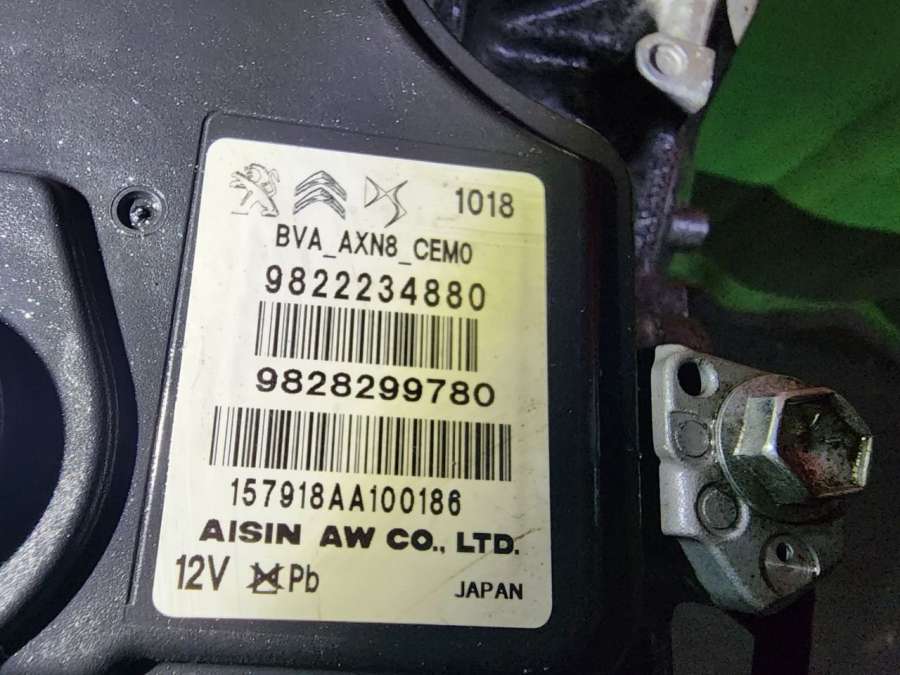 1018
BVA_AXN8_CEM0
9822234880
9828299780
157918AA100186
AISIN AW CO., LTD.
12V Pb
JAPAN